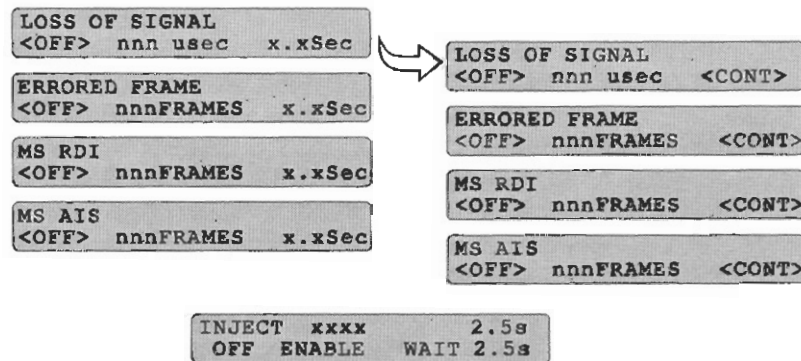 LOSS OF SIGNAL
<OFF> nnn usec x.xSec
ERRORED FRAME
<OFF> nnnFRAMES x.xSec
MS RDI
<OFF> nnnFRAMES x.xSec
MS AIS
<OFF> nnnFRAMES x.xSec
LOSS OF SIGNAL
<OFF> nnn usec <CONT>
ERRORED FRAME
<OFF> nnnFRAMES <CONT>
MS RDI
<OFF> nnnFRAMES <CONT>
MS AIS
<OFF> nnnFRAMES <CONT>
INJECT xxxx 2.5s
OFF ENABLE WAIT 2.5s